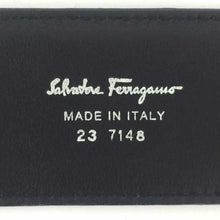 Salvatore Ferragamo
MADE IN ITALY
23 7148